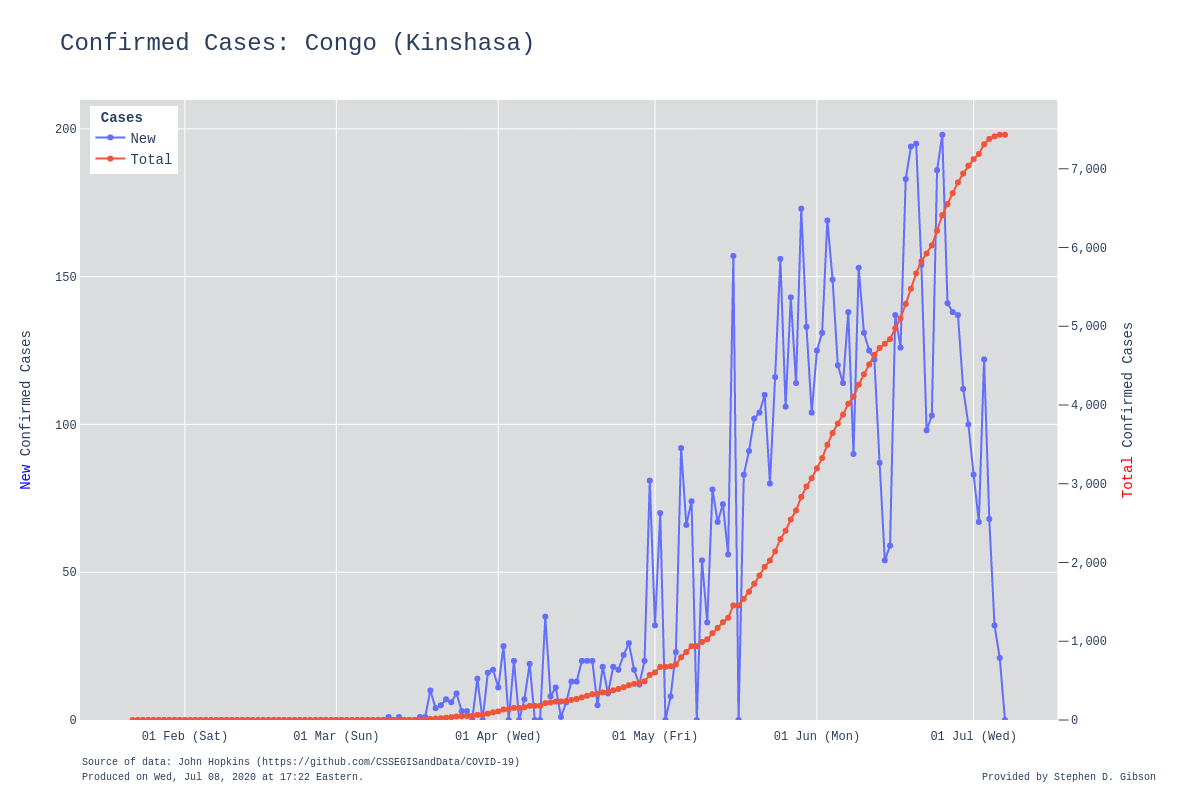 Confirmed Cases: Congo (Kinshasa)
Cases
New
Total
200
150
100
50
0
7,000
6,000
5,000
4,000
3,000
2,000
1,000
0
New Confirmed Cases
Total Confirmed Cases
01 Feb (Sat)
01 Mar (Sun)
01 Apr (Wed)
01 May (Fri)
01 Jun (Mon)
01 Jul (Wed)
Source of data: John Hopkins (https://github.com/CSSEGISandData/COVID-19)
Produced on Wed, Jul 08, 2020 at 17:22 Eastern.
Provided by Stephen D. Gibson